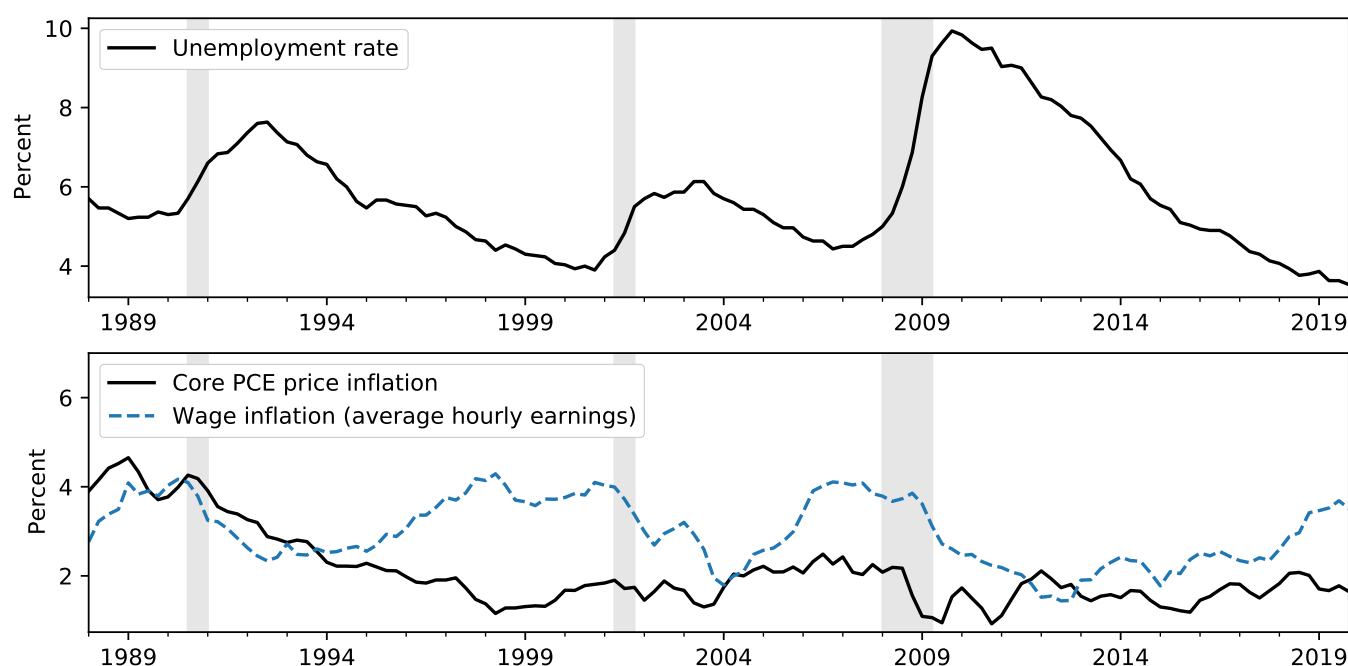 Unemployment rate
Percent
10
8
6
4
1989 1994 1999 2004 2009 2014 2019
Core PCE price inflation
Wage inflation (average hourly earnings)
Percent
6
4
2
1989 1994 1999 2004 2009 2014 2019